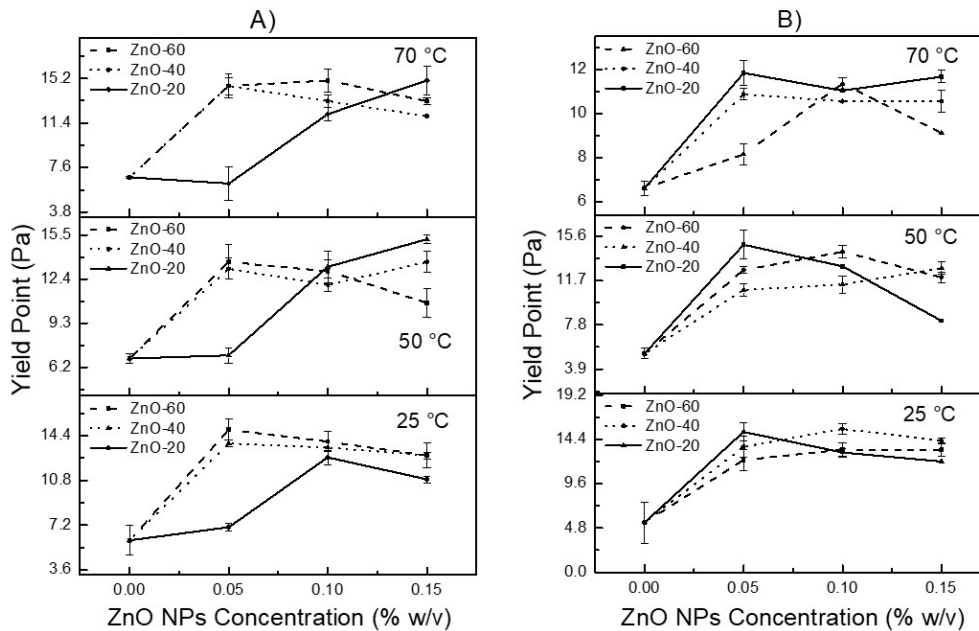 A)
ZnO-60
ZnO-40
ZnO-20
70 °C
15.2
11.4
7.6
3.8
ZnO-60
ZnO-40
ZnO-20
50 °C
15.5
12.4
9.3
6.2
ZnO-60
ZnO-40
ZnO-20
25 °C
14.4
10.8
7.2
3.6
0.00 0.05 0.10 0.15
Yield Point (Pa)
ZnO NPs Concentration (% w/v)
B)
ZnO-60
ZnO-40
ZnO-20
70 °C
12
10
8
6
ZnO-60
ZnO-40
ZnO-20
50 °C
15.6
11.7
7.8
3.9
ZnO-60
ZnO-40
ZnO-20
25 °C
19.2
14.4
9.6
4.8
0.0
0.00 0.05 0.10 0.15
Yield Point (Pa)
ZnO NPs Concentration (% w/v)